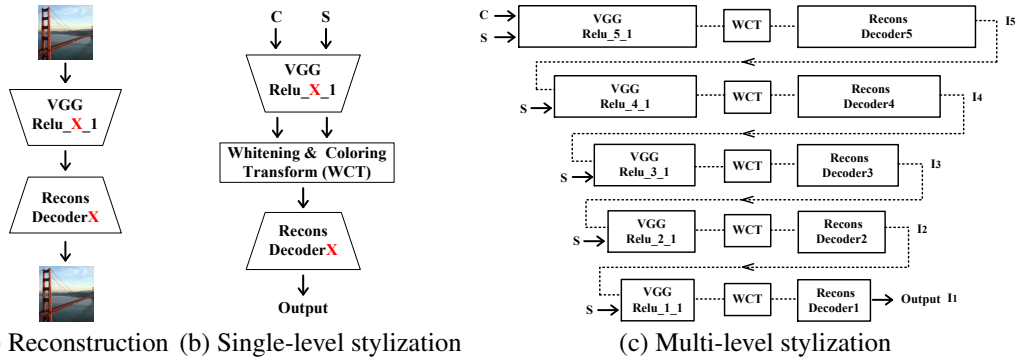 VGG
Relu_X_1
Recons
DecoderX
Reconstruction
C S
VGG
Relu_X_1
Whitening & Coloring
Transform (WCT)
Recons
DecoderX
Output
(b) Single-level stylization
C
S
VGG
Relu_5_1
WCT
Recons
Decoder5
I5
S
VGG
Relu_4_1
WCT
Recons
Decoder4
I4
S
VGG
Relu_3_1
WCT
Recons
Decoder3
I3
S
VGG
Relu_2_1
WCT
Recons
Decoder2
I2
S
VGG
Relu_1_1
WCT
Recons
Decoder1
Output I1
(c) Multi-level stylization